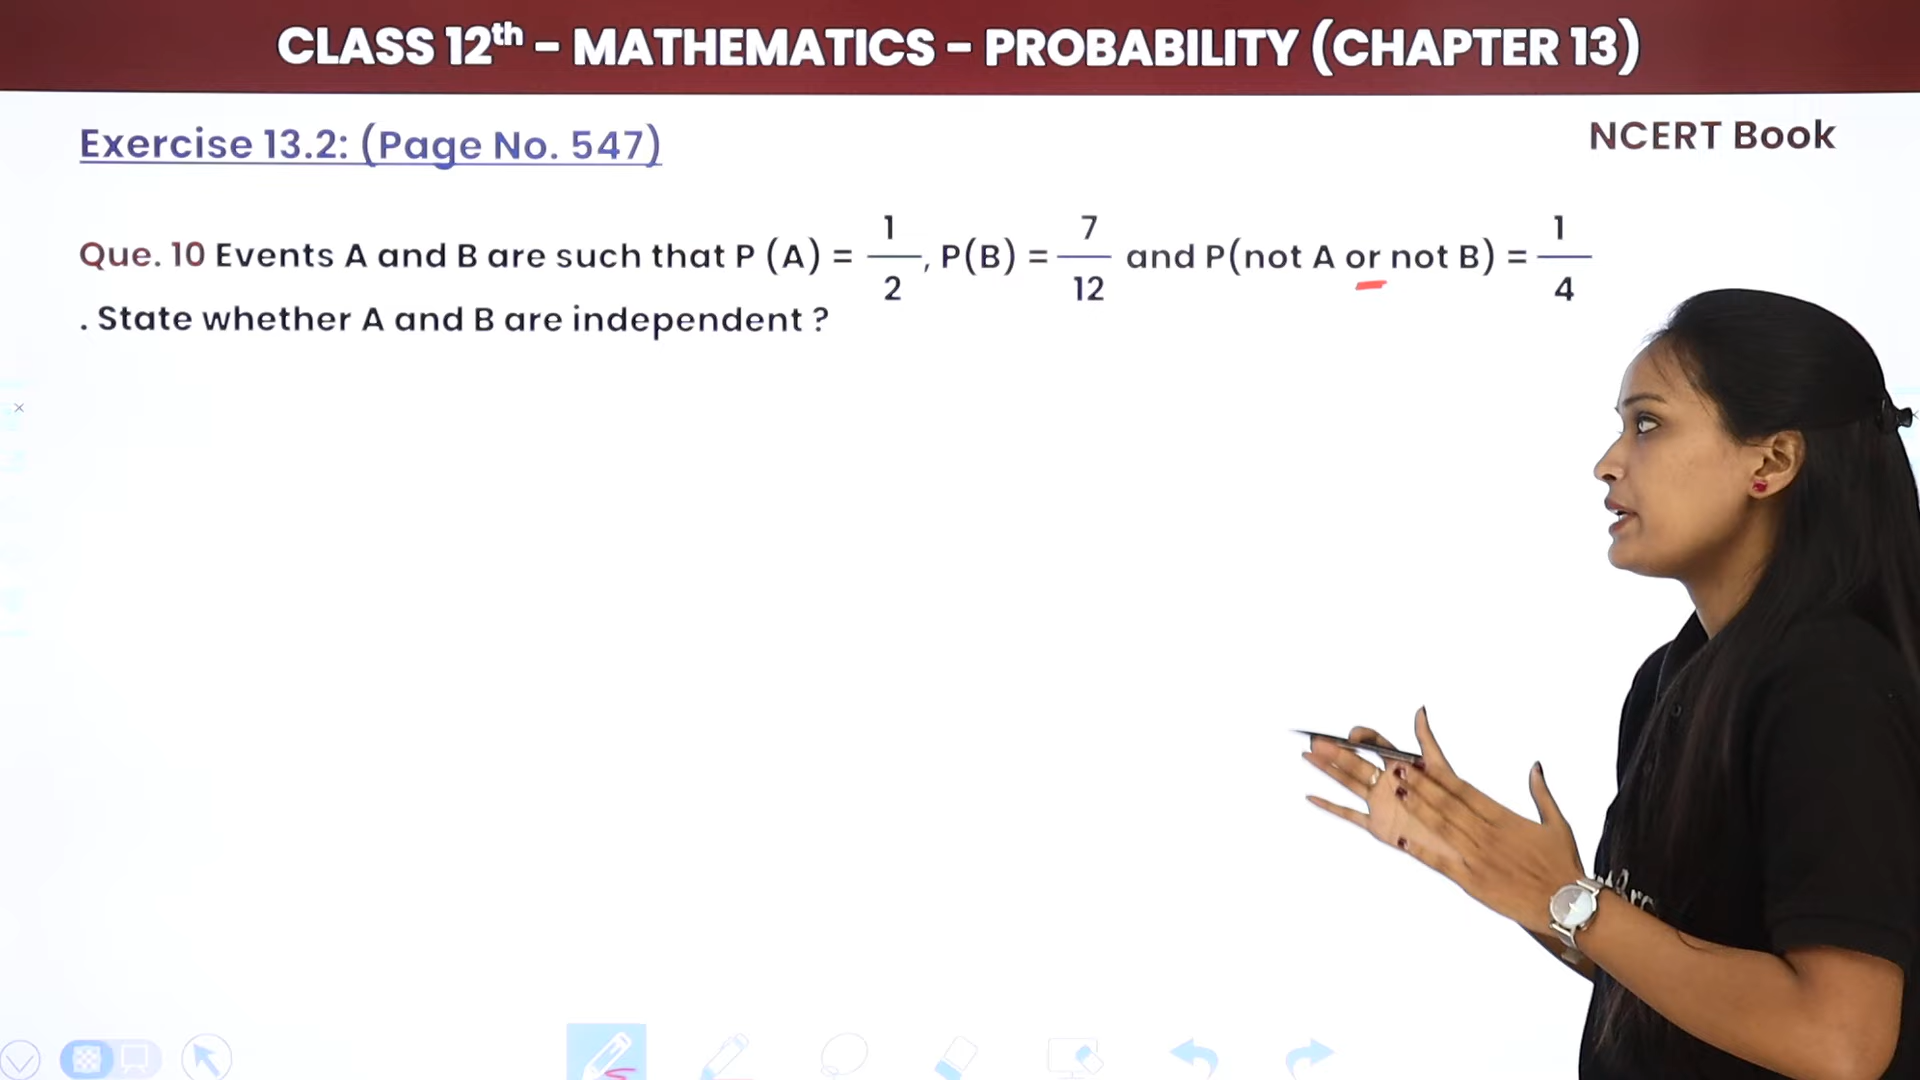 CLASS 12th – MATHEMATICS – PROBABILITY (CHAPTER 13)
Exercise 13.2: (Page No. 547)
NCERT Book
Que. 10 Events A and B are such that P (A) = 1/2, P(B) = 7/12 and P(not A or not B) = 1/4
. State whether A and B are independent ?